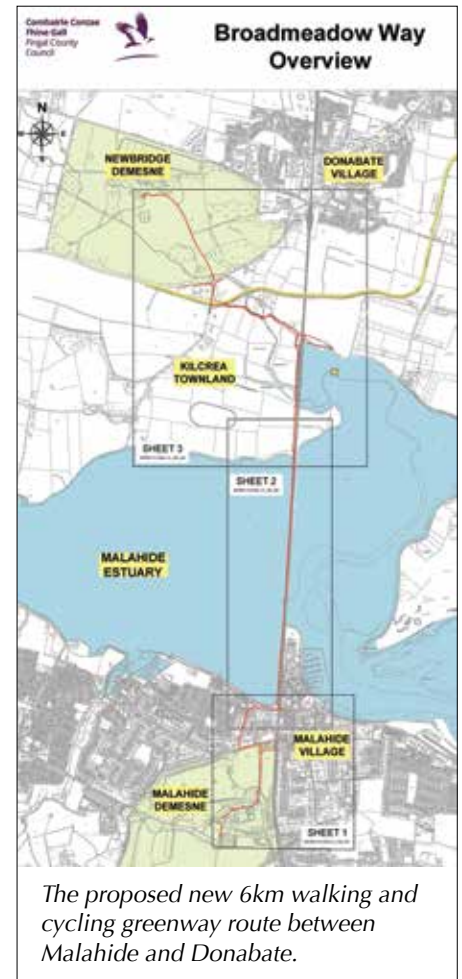 Comhairle Contae
Fhine Gall
Fingal County
Council
Broadmeadow Way
Overview
N
NEWBRIDGE
DEMESNE
DONABATE
VILLAGE
KILCREA
TOWNLAND
SHEET 3
SHEET 2
MALAHIDE
ESTUARY
MALAHIDE
VILLAGE
MALAHIDE
DEMESNE
SHEET 1
The proposed new 6km walking and
cycling greenway route between
Malahide and Donabate.